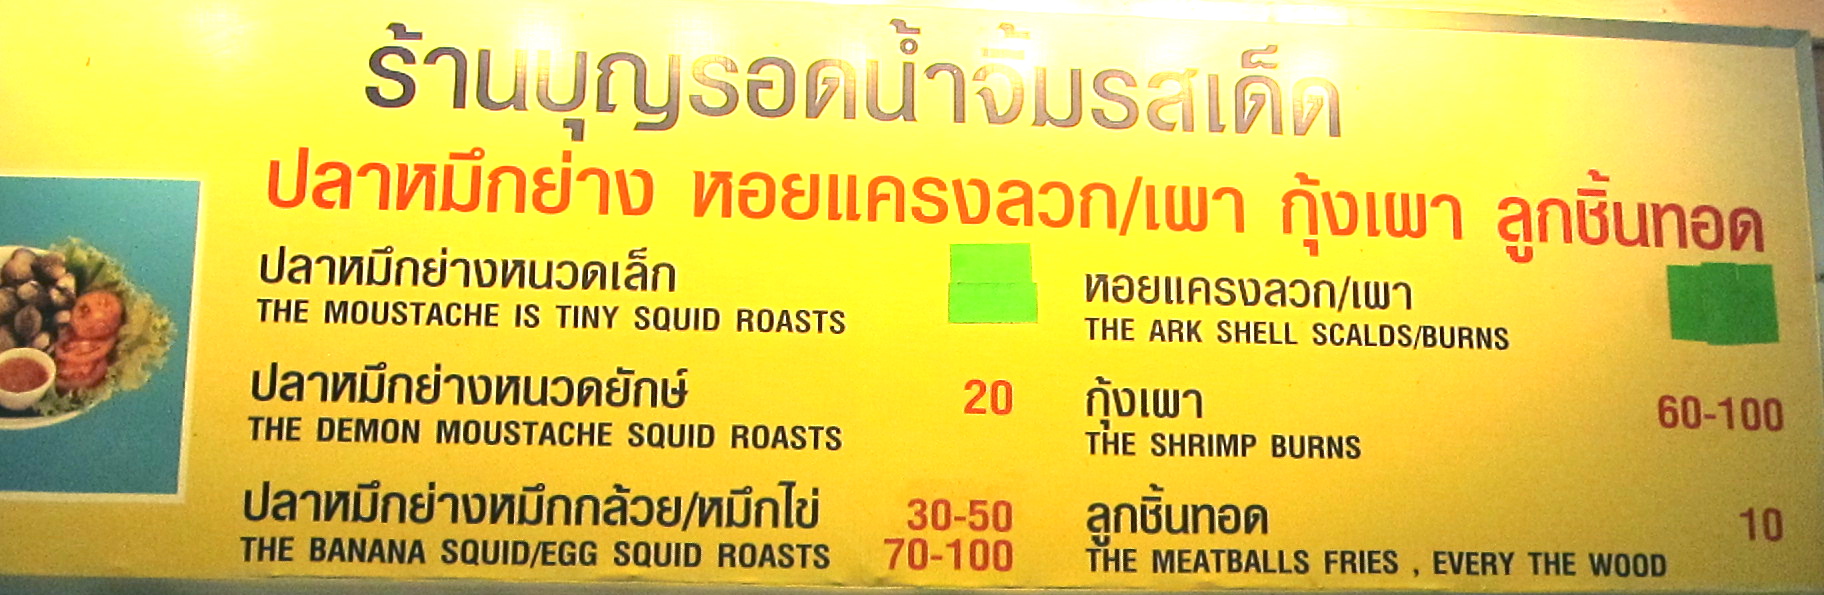 ร้านบุญรอดน้ำจิ้มรสเด็ด
ปลาหมึกย่าง หอยแครงลวก/เผา กุ้งเผา ลูกชิ้นทอด
ปลาหมึกย่างหนวดเล็ก
THE MOUSTACHE IS TINY SQUID ROASTS
ปลาหมึกย่างหนวดยักษ์ 20
THE DEMON MOUSTACHE SQUID ROASTS
ปลาหมึกย่างหมึกกล้วย/หมึกไข่ 30-50
THE BANANA SQUID/EGG SQUID ROASTS 70-100
หอยแครงลวก/เผา
THE ARK SHELL SCALDS/BURNS
กุ้งเผา 60-100
THE SHRIMP BURNS
ลูกชิ้นทอด 10
THE MEATBALLS FRIES , EVERY THE WOOD